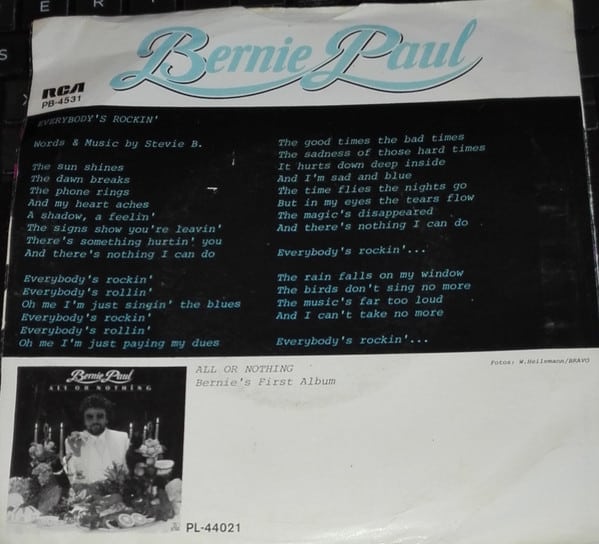 Bernie Paul
RCA
PB-4531
EVERYBODY'S ROCKIN'
Words & Music by Stevie B.
The sun shines
The dawn breaks
The phone rings
And my heart aches
A shadow, a feelin'
The signs show you're leavin'
There's something hurtin' you
And there's nothing I can do
Everybody's rockin'
Everybody's rollin'
Oh me I'm just singin' the blues
Everybody's rockin'
Everybody's rollin'
Oh me I'm just paying my dues
The good times the bad times
The sadness of those hard times
It hurts down deep inside
And I'm sad and blue
The time flies the nights go
But in my eyes the tears flow
The magic's disappeared
And there's nothing I can do
Everybody's rockin'...
The rain falls on my window
The birds don't sing no more
The music's far too loud
And I can't take no more
Everybody's rockin'...
Fotos: W.Heilemann/BRAVO
Bernie Paul
ALL OR NOTHING
ALL OR NOTHING
Bernie's First Album
PL-44021